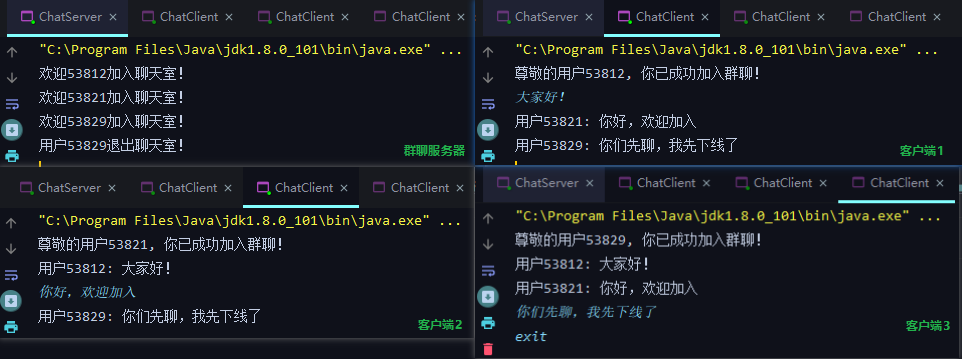 ChatServer × ChatClient × ChatClient × ChatClient ×
"C:\Program Files\Java\jdk1.8.0_101\bin\java.exe" ...
欢迎53812加入聊天室!
欢迎53821加入聊天室!
欢迎53829加入聊天室!
用户53829退出聊天室!
群聊服务器
ChatServer × ChatClient × ChatClient × ChatClient ×
"C:\Program Files\Java\jdk1.8.0_101\bin\java.exe" ...
尊敬的用户53812, 你已成功加入群聊!
大家好!
用户53821: 你好,欢迎加入
用户53829: 你们先聊,我先下线了
客户端1
ChatServer × ChatClient × ChatClient × ChatClient ×
"C:\Program Files\Java\jdk1.8.0_101\bin\java.exe" ...
尊敬的用户53821, 你已成功加入群聊!
用户53812: 大家好!
你好,欢迎加入
用户53829: 你们先聊,我先下线了
客户端2
ChatServer × ChatClient × ChatClient × ChatClient ×
"C:\Program Files\Java\jdk1.8.0_101\bin\java.exe" ...
尊敬的用户53829, 你已成功加入群聊!
用户53812: 大家好!
用户53821: 你好,欢迎加入
你们先聊,我先下线了
客户端3
exit